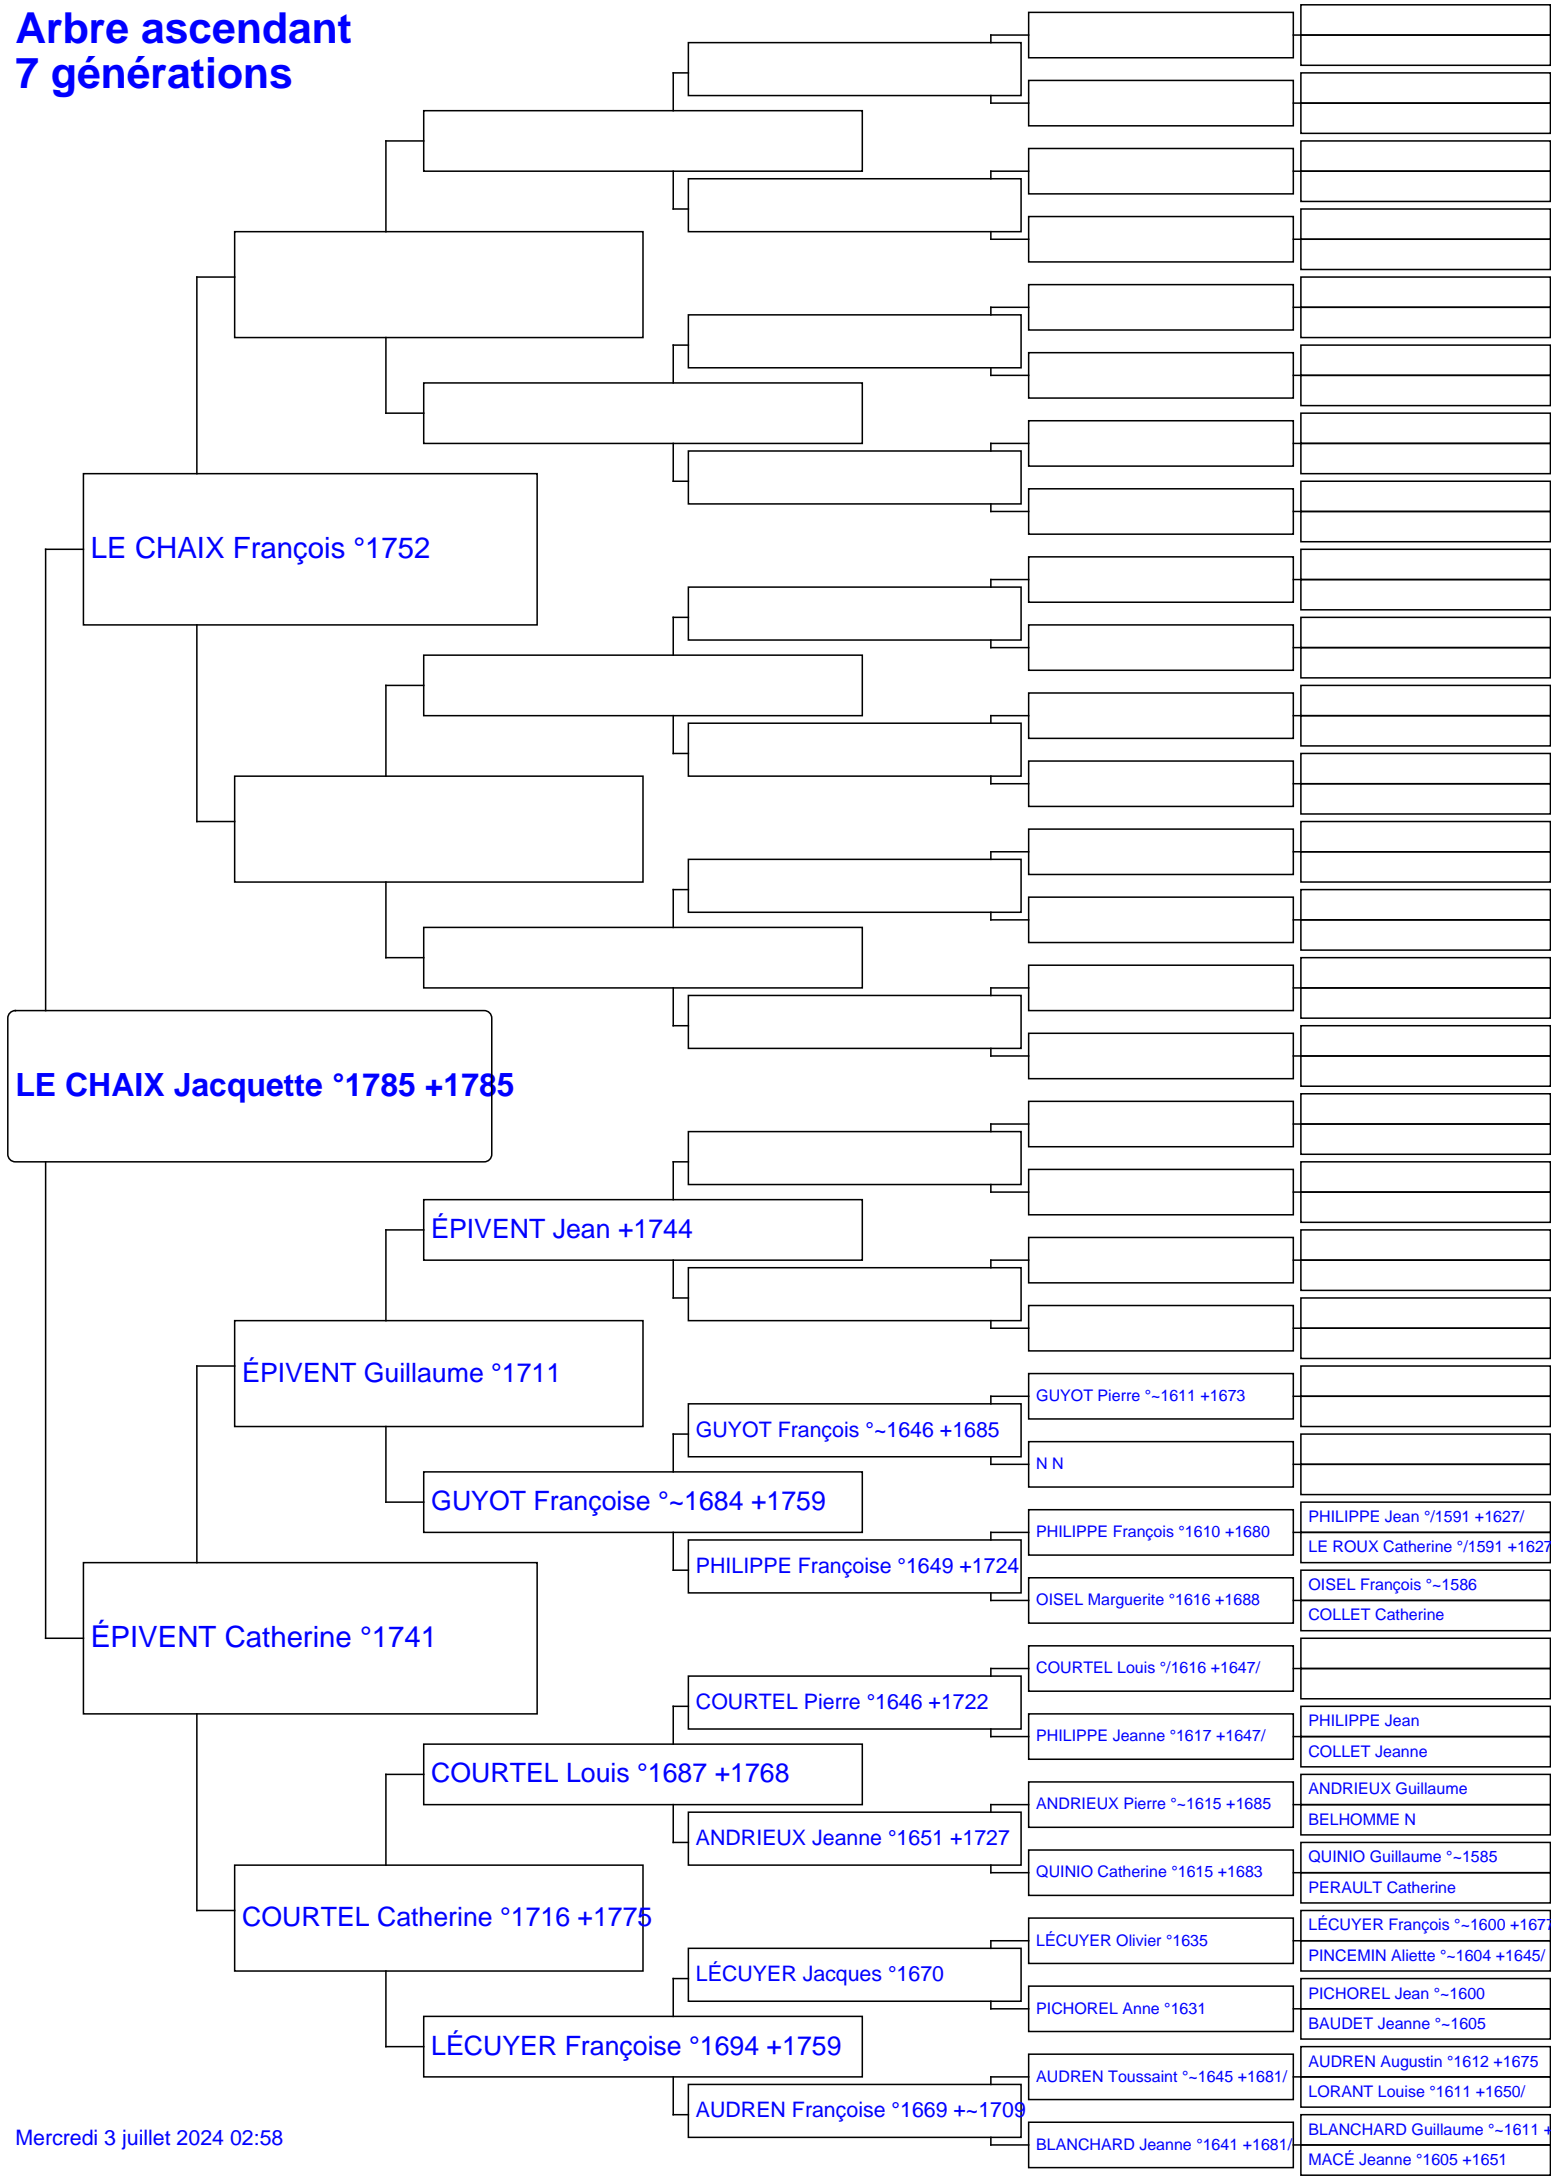 Arbre ascendant
7 générations
LE CHAIX François °1752
LE CHAIX Jacquette °1785 +1785
ÉPIVENT Jean +1744
ÉPIVENT Guillaume °1711
GUYOT Pierre °~1611 +1673
GUYOT François °~1646 +1685
N N
GUYOT Françoise °~1684 +1759
PHILIPPE Jean °/1591 +1627/
PHILIPPE François °1610 +1680
LE ROUX Catherine °/1591 +1627
PHILIPPE Françoise °1649 +1724
OISEL François °~1586
OISEL Marguerite °1616 +1688
COLLET Catherine
ÉPIVENT Catherine °1741
COURTEL Louis °/1616 +1647/
COURTEL Pierre °1646 +1722
PHILIPPE Jean
PHILIPPE Jeanne °1617 +1647/
COLLET Jeanne
COURTEL Louis °1687 +1768
ANDRIEUX Guillaume
ANDRIEUX Pierre °~1615 +1685
BELHOMME N
ANDRIEUX Jeanne °1651 +1727
QUINIO Guillaume °~1585
QUINIO Catherine °1615 +1683
PERAULT Catherine
COURTEL Catherine °1716 +1775
LÉCUYER François °~1600 +1677
LÉCUYER Olivier °1635
PINCEMIN Aliette °~1604 +1645/
LÉCUYER Jacques °1670
PICHOREL Jean °~1600
PICHOREL Anne °1631
BAUDET Jeanne °~1605
LÉCUYER Françoise °1694 +1759
AUDREN Augustin °1612 +1675
AUDREN Toussaint °~1645 +1681/
LORANT Louise °1611 +1650/
AUDREN Françoise °1669 +~1709
BLANCHARD Guillaume °~1611 +
BLANCHARD Jeanne °1641 +1681/
MACÉ Jeanne °1605 +1651
Mercredi 3 juillet 2024 02:58